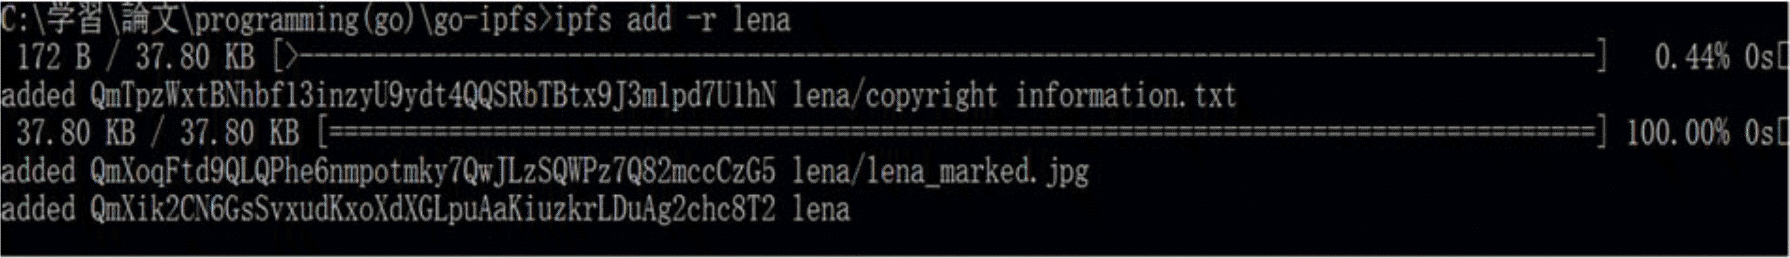 C:\学習\論文\programming(go)\go-ipfs>ipfs add -r lena
172 B / 37.80 KB [>-----------------------------------------------------------------------------------------] 0.44% 0s
added QmTpzWxtBNhbf13inzyU9ydt4QQSRbTBtx9J3m1pd7U1hN lena/copyright information.txt
37.80 KB / 37.80 KB [=======================================================================================] 100.00% 0s
added QmXoqFtd9QLQPhe6nmpotmky7QwJLzSQWPz7Q82mccCzG5 lena/lena_marked.jpg
added QmXik2CN6GsSvxudKxoXdXGLpuAaKiuzkrLDuAg2chc8T2 lena